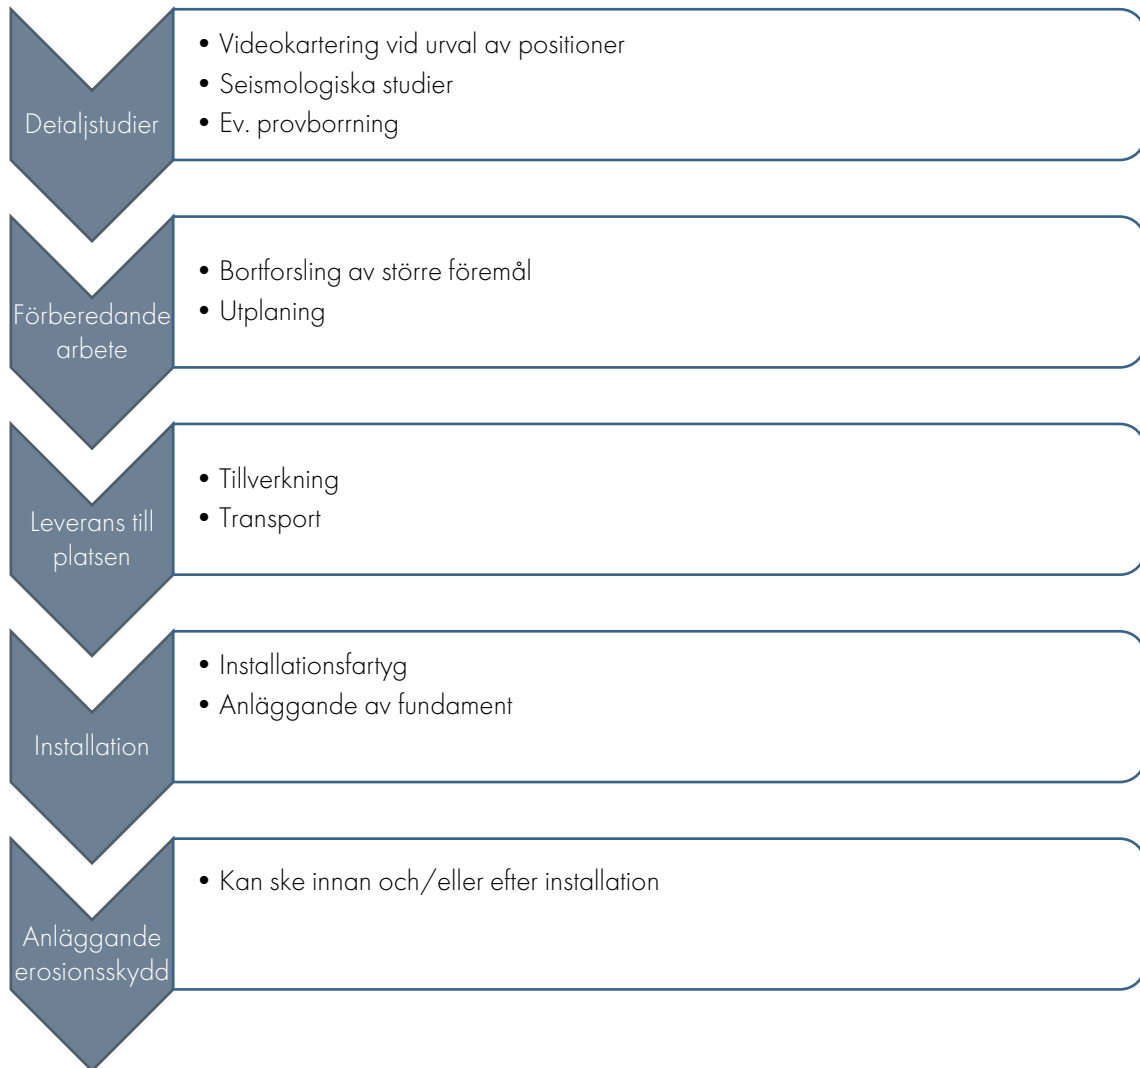 Detaljstudier
• Videokartering vid urval av positioner
• Seismologiska studier
• Ev. provborrning
Förberedande
arbete
• Bortforsling av större föremål
• Utplaning
Leverans till
platsen
• Tillverkning
• Transport
Installation
• Installationsfartyg
• Anläggande av fundament
Anläggande
erosionsskydd
• Kan ske innan och/eller efter installation